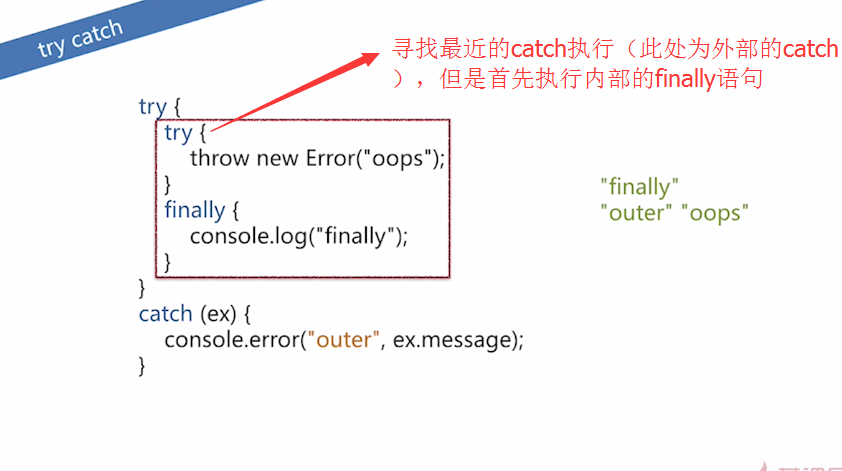 try catch
寻找最近的catch执行（此处为外部的catch
），但是首先执行内部的finally语句
try {
try {
throw new Error("oops");
}
finally {
console.log("finally");
}
}
catch (ex) {
console.error("outer", ex.message);
}
"finally"
"outer" "oops"